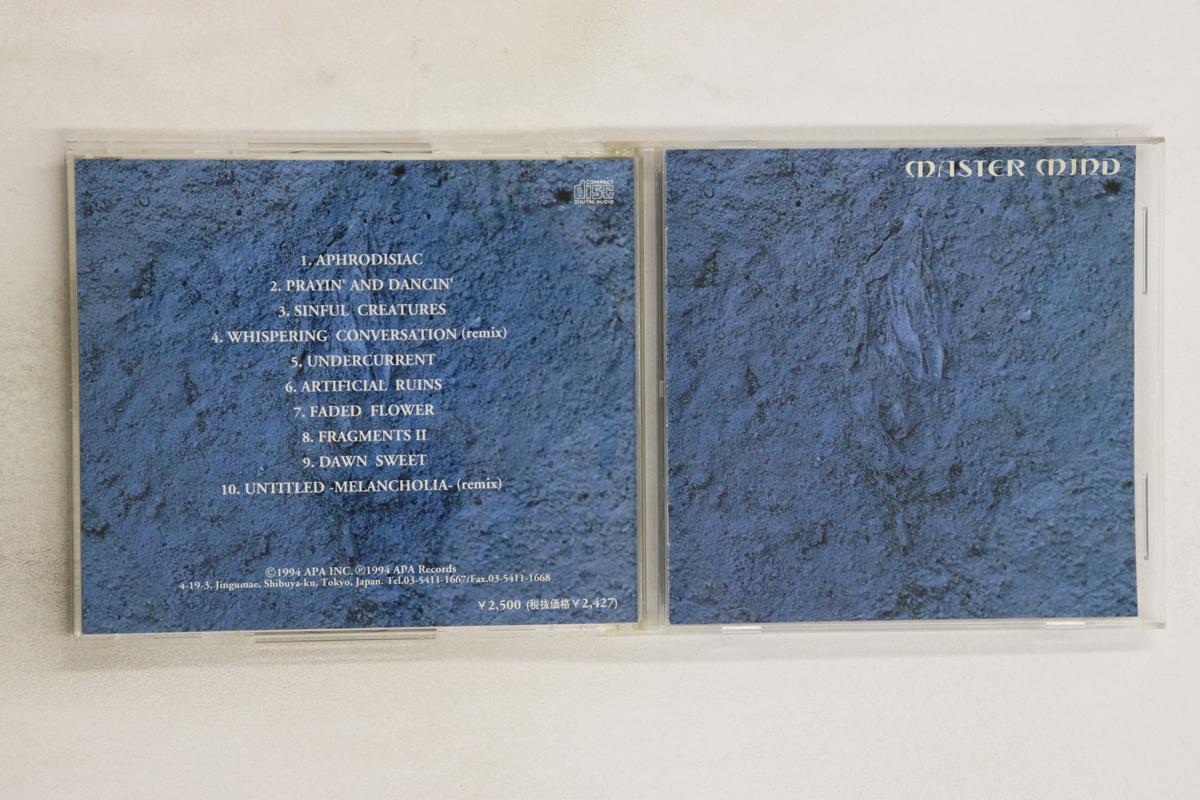 COMPACT
disc
DIGITAL AUDIO
1. APHRODISIAC
2. PRAYIN' AND DANCIN'
3. SINFUL CREATURES
4. WHISPERING CONVERSATION (remix)
5. UNDERCURRENT
6. ARTIFICIAL RUINS
7. FADED FLOWER
8. FRAGMENTS II
9. DAWN SWEET
10. UNTITLED -MELANCHOLIA- (remix)
©1994 APA INC. ℗1994 APA Records
4-19-3, Jingumae, Shibuya-ku, Tokyo, Japan. Tel.03-5411-1667/Fax.03-5411-1668
¥2,500 (税抜価格¥2,427)
MASTER MIND